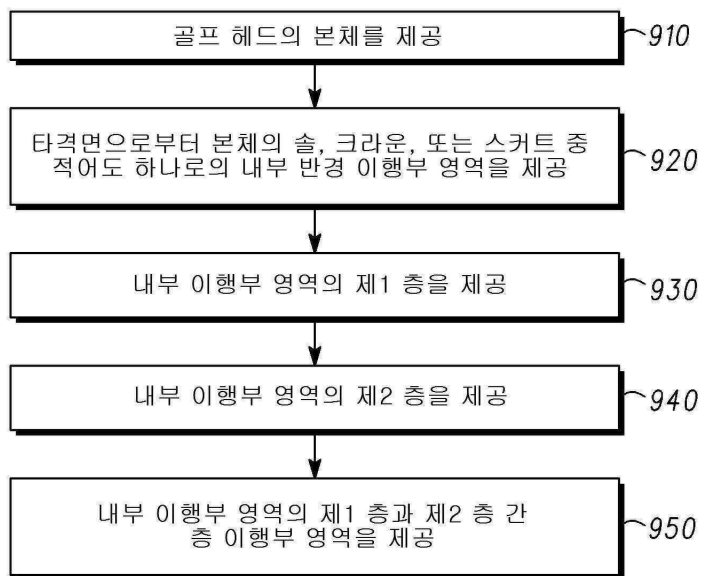 골프 헤드의 본체를 제공
910
타격면으로부터 본체의 솔, 크라운, 또는 스커트 중
적어도 하나로의 내부 반경 이행부 영역을 제공
920
내부 이행부 영역의 제1 층을 제공
930
내부 이행부 영역의 제2 층을 제공
940
내부 이행부 영역의 제1 층과 제2 층 간
층 이행부 영역을 제공
950